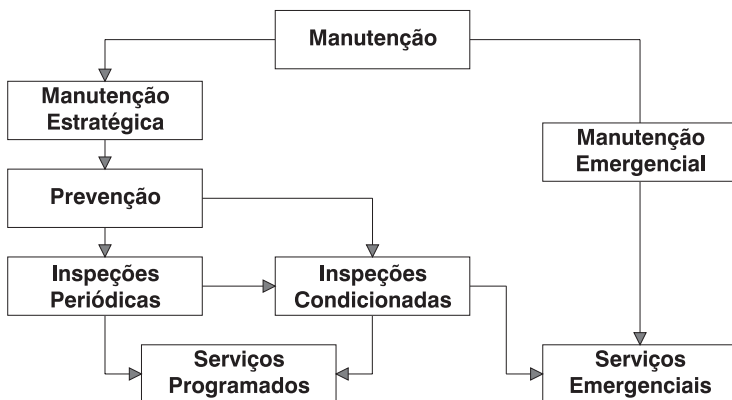 Manutenção
Manutenção
Estratégica
Manutenção
Emergencial
Prevenção
Inspeções
Periódicas
Inspeções
Condicionadas
Serviços
Programados
Serviços
Emergenciais